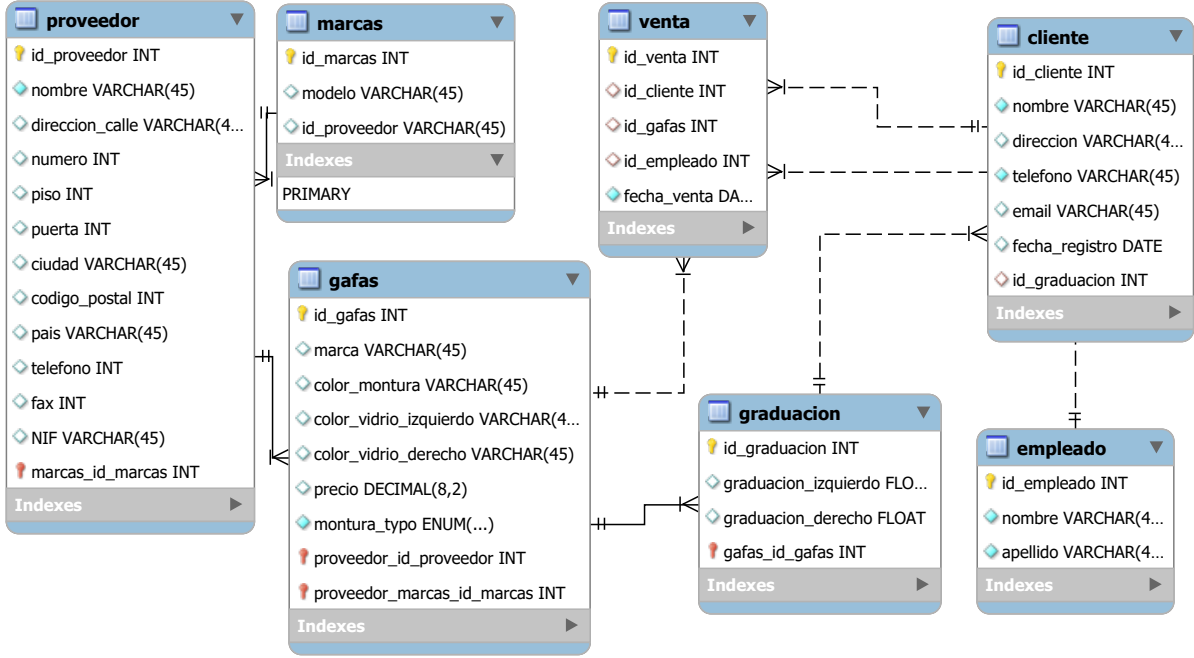 proveedor
id_proveedor INT
nombre VARCHAR(45)
direccion_calle VARCHAR(4...
numero INT
piso INT
puerta INT
ciudad VARCHAR(45)
codigo_postal INT
pais VARCHAR(45)
telefono INT
fax INT
NIF VARCHAR(45)
marcas_id_marcas INT
Indexes
marcas
id_marcas INT
modelo VARCHAR(45)
id_proveedor VARCHAR(45)
Indexes
PRIMARY
gafas
id_gafas INT
marca VARCHAR(45)
color_montura VARCHAR(45)
color_vidrio_izquierdo VARCHAR(4...
color_vidrio_derecho VARCHAR(45)
precio DECIMAL(8,2)
montura_typo ENUM(...)
proveedor_id_proveedor INT
proveedor_marcas_id_marcas INT
Indexes
venta
id_venta INT
id_cliente INT
id_gafas INT
id_empleado INT
fecha_venta DA...
Indexes
graduacion
id_graduacion INT
graduacion_izquierdo FLO...
graduacion_derecho FLOAT
gafas_id_gafas INT
Indexes
cliente
id_cliente INT
nombre VARCHAR(45)
direccion VARCHAR(4...
telefono VARCHAR(45)
email VARCHAR(45)
fecha_registro DATE
id_graduacion INT
Indexes
empleado
id_empleado INT
nombre VARCHAR(4...
apellido VARCHAR(4...
Indexes